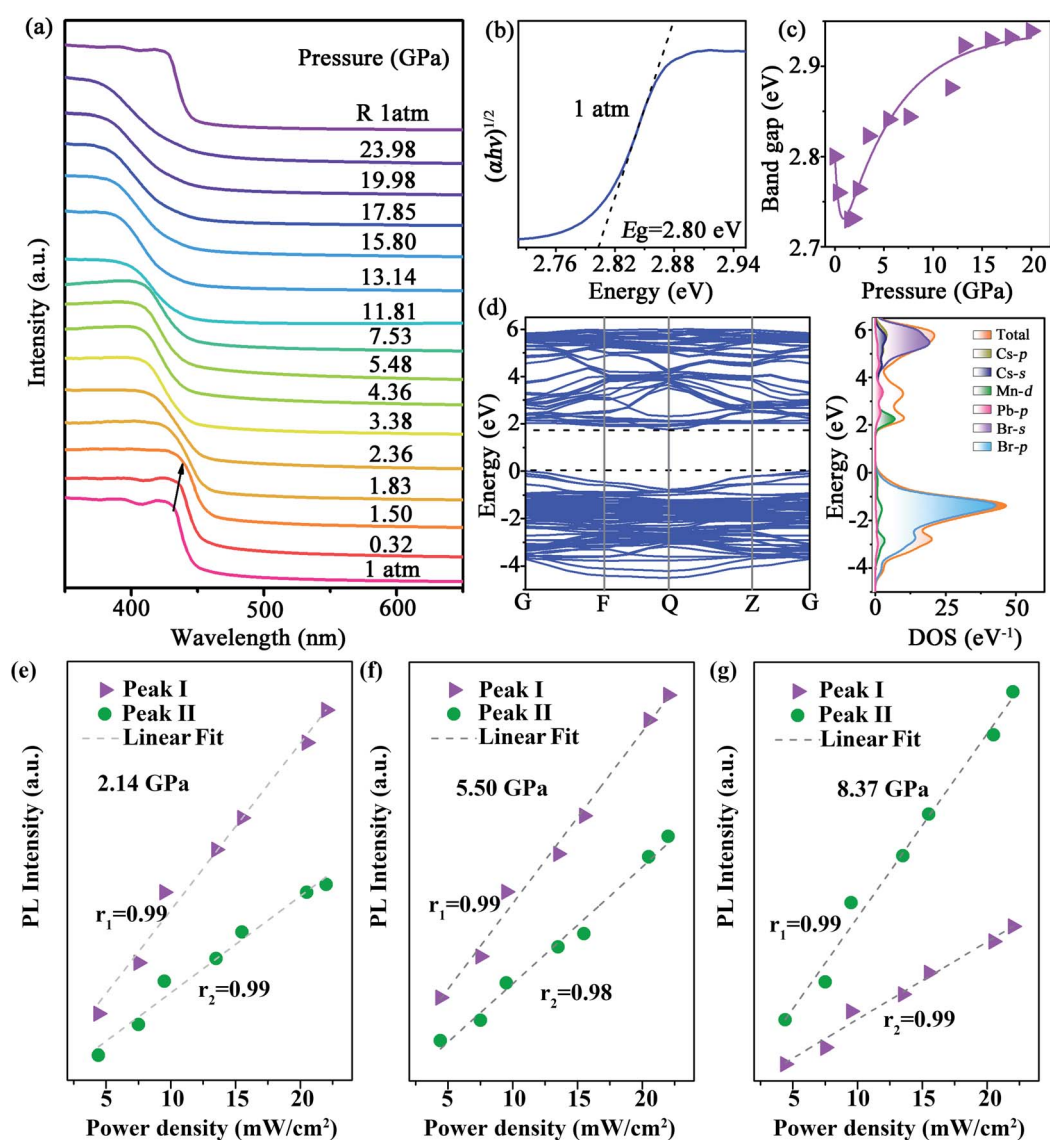 (a)
Pressure (GPa)
R 1atm
23.98
19.98
17.85
15.80
13.14
11.81
7.53
5.48
4.36
3.38
2.36
1.83
1.50
0.32
1 atm
Intensity (a.u.)
400 500 600
Wavelength (nm)
(b)
1 atm
(αhν)1/2
Eg=2.80 eV
2.76 2.82 2.88 2.94
Energy (eV)
(c)
Band gap (eV)
2.9
2.8
2.7
0 5 10 15 20
Pressure (GPa)
(d)
Energy (eV)
6
4
2
0
-2
-4
G F Q Z G
Energy (eV)
6
4
2
0
-2
-4
Total
Cs-p
Cs-s
Mn-d
Pb-p
Br-s
Br-p
0 25 50
DOS (eV-1)
(e)
Peak I
Peak II
Linear Fit
2.14 GPa
r1=0.99
r2=0.99
PL Intensity (a.u.)
5 10 15 20
Power density (mW/cm2)
(f)
Peak I
Peak II
Linear Fit
5.50 GPa
r1=0.99
r2=0.98
PL Intensity (a.u.)
5 10 15 20
Power density (mW/cm2)
(g)
Peak I
Peak II
Linear Fit
8.37 GPa
r1=0.99
r2=0.99
PL Intensity (a.u.)
5 10 15 20
Power density (mW/cm2)